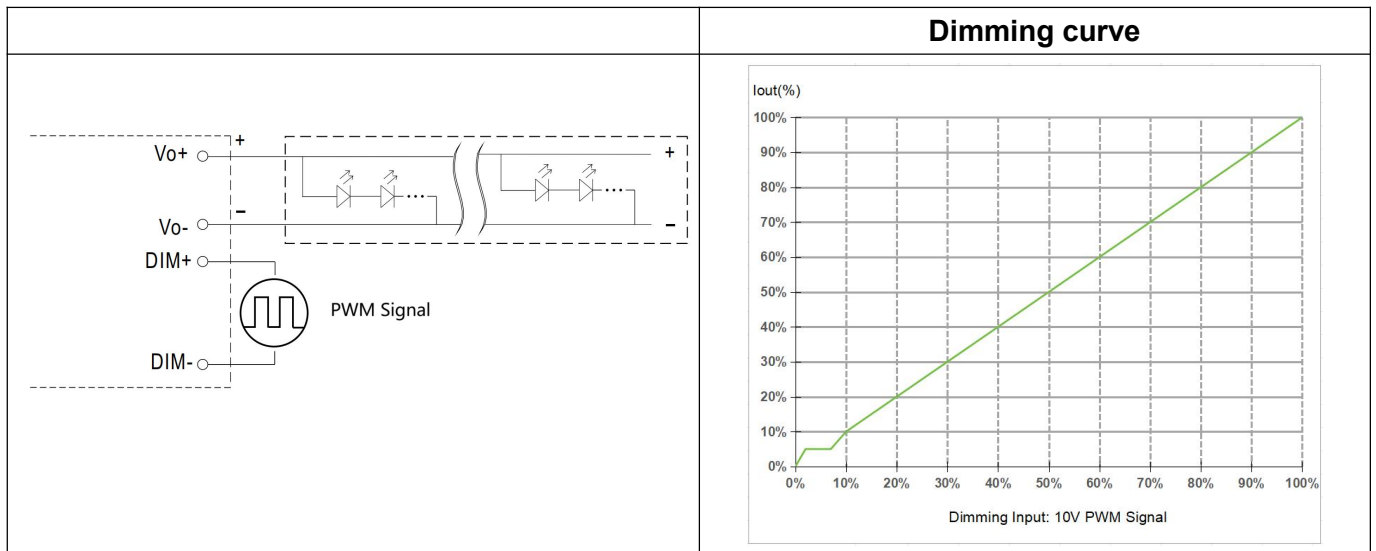 Dimming curve
Vo+
+
Vo-
−
DIM+
DIM-
PWM Signal
+
−
Iout(%)
100%
90%
80%
70%
60%
50%
40%
30%
20%
10%
0%
0% 10% 20% 30% 40% 50% 60% 70% 80% 90% 100%
Dimming Input: 10V PWM Signal